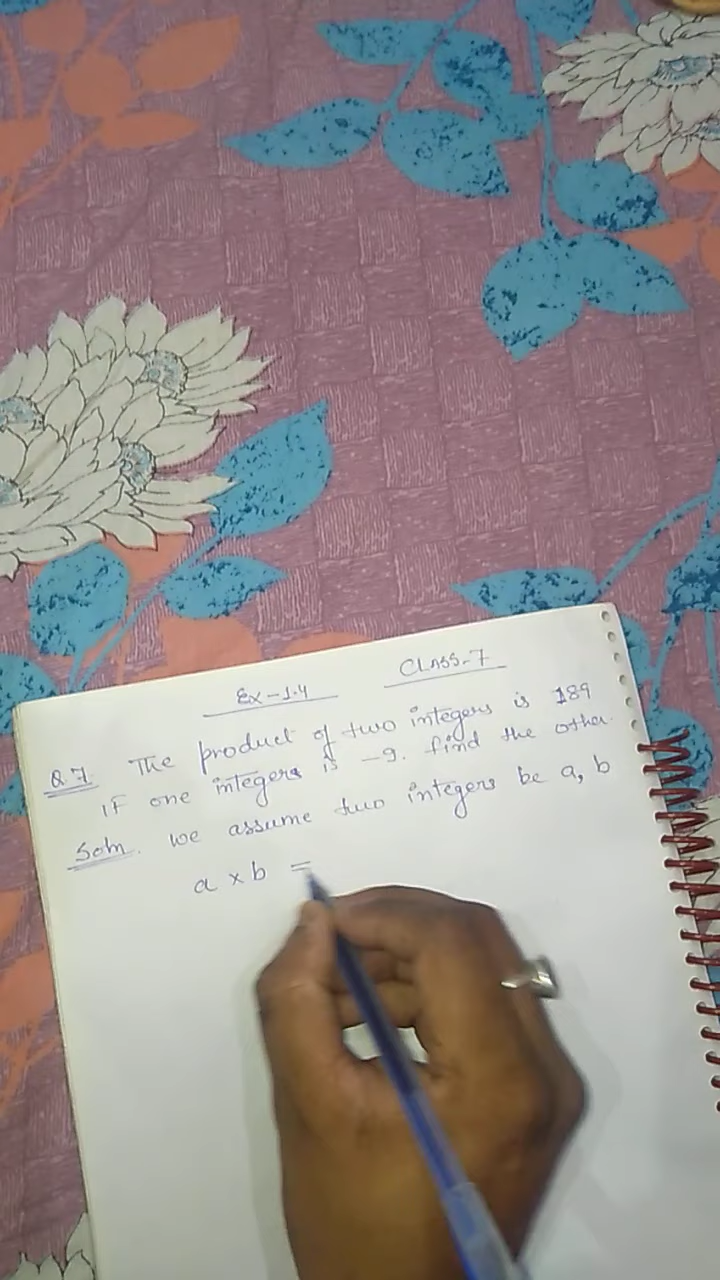 Ex-1.4 CLASS-7
Q.7 The product of two integers is 189
IF one integers is -9. find the other.
Soln. we assume two integers be a, b
a × b =